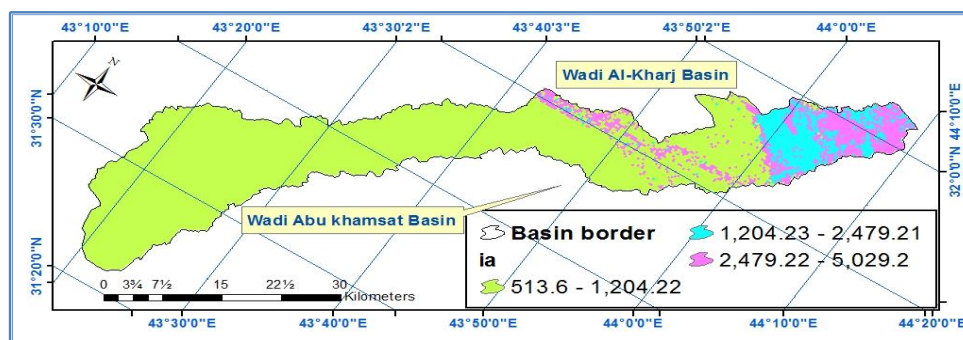 43°10'0"E 43°20'0"E 43°30'2 43°40'3 43°50'2 44°0'0"E
N
Wadi Al-Kharj Basin
31°30'0"N
44°10'0"E
32°0'0"N
Wadi Abu khamsat Basin
Basin border
ia
513.6 - 1,204.22
1,204.23 - 2,479.21
2,479.22 - 5,029.2
31°20'0"N
0 3¾ 7½ 15 22½ 30
Kilometers
43°30'0"E 43°40'0"E 43°50'0"E 44°0'0"E 44°10'0"E 44°20'0"E